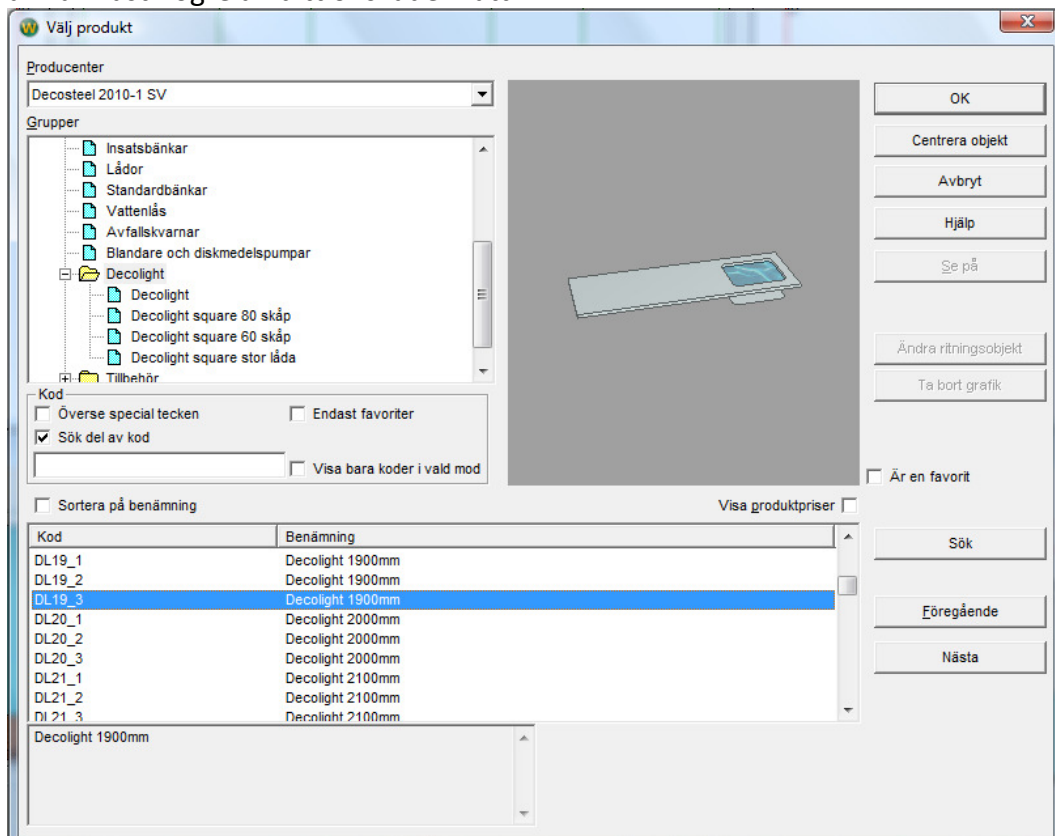 Välj produkt
Producenter
Decosteel 2010-1 SV
Grupper
Insatsbänkar
Lådor
Standardbänkar
Vattenlås
Avfallskvarnar
Blandare och diskmedelspumpar
Decolight
Decolight
Decolight square 80 skåp
Decolight square 60 skåp
Decolight square stor låda
Tillbehör
Kod
Överse special tecken
Endast favoriter
Sök del av kod
Visa bara koder i vald mod
OK
Centrera objekt
Avbryt
Hjälp
Se på
Ändra ritningsobjekt
Ta bort grafik
Är en favorit
Sortera på benämning
Visa produktpriser
Kod Benämning
DL19_1 Decolight 1900mm
DL19_2 Decolight 1900mm
DL19_3 Decolight 1900mm
DL20_1 Decolight 2000mm
DL20_2 Decolight 2000mm
DL20_3 Decolight 2000mm
DL21_1 Decolight 2100mm
DL21_2 Decolight 2100mm
DL21_3 Decolight 2100mm
Sök
Föregående
Nästa
Decolight 1900mm